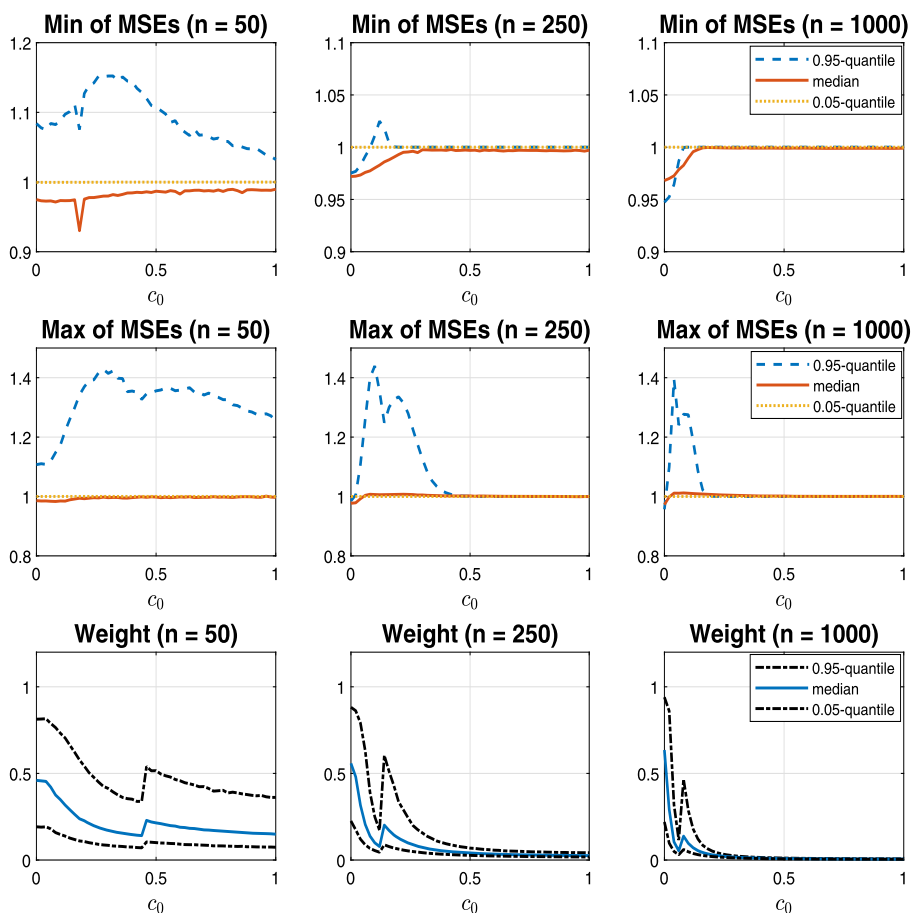 Min of MSEs (n = 50)
1.2
1.1
1
0.9
0
0.5
1
c0
Min of MSEs (n = 250)
1.1
1.05
1
0.95
0.9
0
0.5
1
c0
Min of MSEs (n = 1000)
1.1
1.05
1
0.95
0.9
0
0.5
1
c0
0.95-quantile
median
0.05-quantile
Max of MSEs (n = 50)
1.4
1.2
1
0.8
0
0.5
1
c0
Max of MSEs (n = 250)
1.4
1.2
1
0.8
0
0.5
1
c0
Max of MSEs (n = 1000)
1.4
1.2
1
0.8
0
0.5
1
c0
0.95-quantile
median
0.05-quantile
Weight (n = 50)
1
0.5
0
0
0.5
1
c0
Weight (n = 250)
1
0.5
0
0
0.5
1
c0
Weight (n = 1000)
1
0.5
0
0
0.5
1
c0
0.95-quantile
median
0.05-quantile